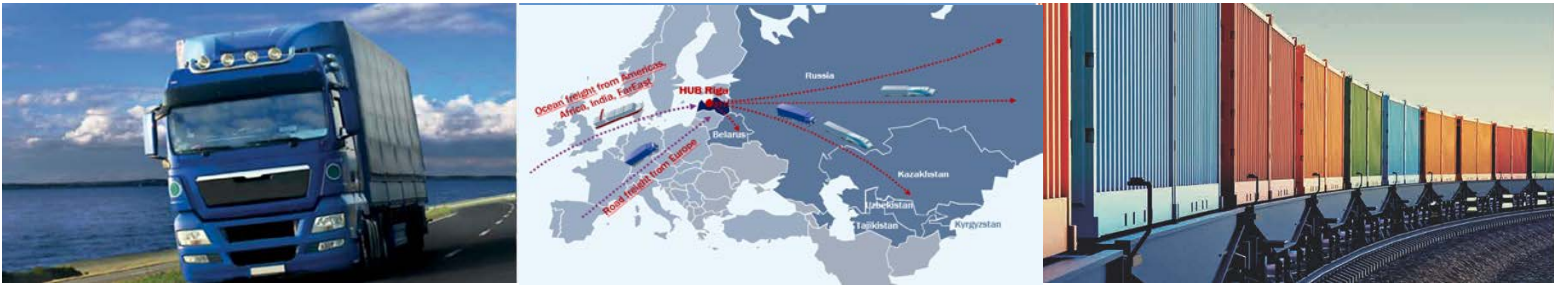 Ocean freight from Americas,
Africa, India, FarEast
HUB Riga
Russia
Belarus
Road freight from Europe
Kazakhstan
Uzbekistan
Tajikistan
Kyrgyzstan